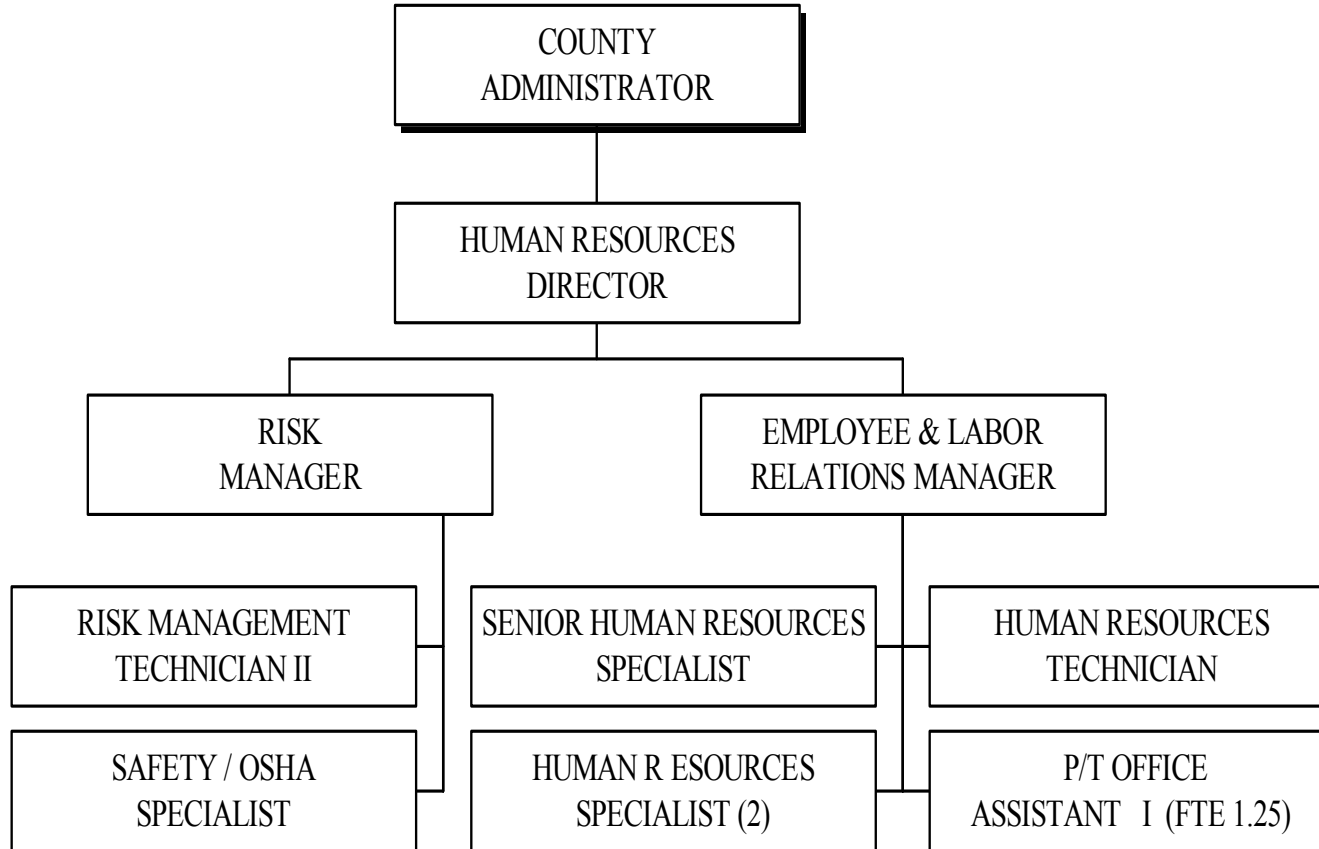 COUNTY
ADMINISTRATOR
HUMAN RESOURCES
DIRECTOR
RISK
MANAGER
EMPLOYEE & LABOR
RELATIONS MANAGER
RISK MANAGEMENT
TECHNICIAN II
SENIOR HUMAN RESOURCES
SPECIALIST
HUMAN RESOURCES
TECHNICIAN
SAFETY / OSHA
SPECIALIST
HUMAN R ESOURCES
SPECIALIST (2)
P/T OFFICE
ASSISTANT I (FTE 1.25)